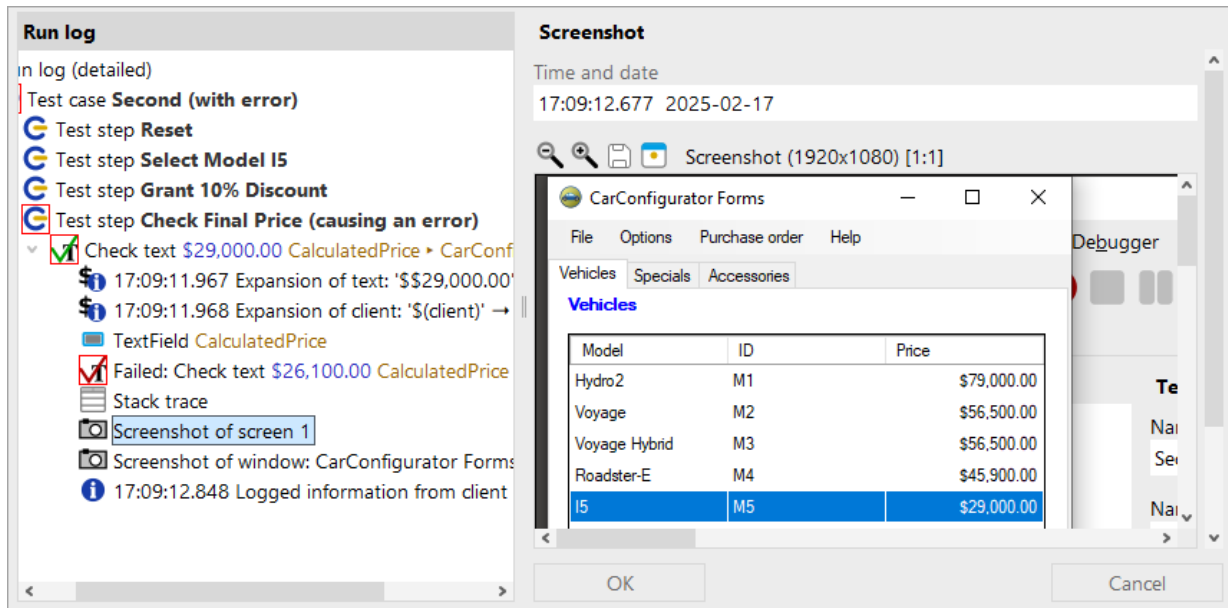 Run log
un log (detailed)
Test case Second (with error)
Test step Reset
Test step Select Model I5
Test step Grant 10% Discount
Test step Check Final Price (causing an error)
Check text $29,000.00 CalculatedPrice ▸ CarConf
17:09:11.967 Expansion of text: '$$29,000.00'
17:09:11.968 Expansion of client: '$(client)' →
TextField CalculatedPrice
Failed: Check text $26,100.00 CalculatedPrice
Stack trace
Screenshot of screen 1
Screenshot of window: CarConfigurator Forms
17:09:12.848 Logged information from client
Screenshot
Time and date
17:09:12.677 2025-02-17
Screenshot (1920x1080) [1:1]
CarConfigurator Forms
File Options Purchase order Help
Debugger
Vehicles Specials Accessories
Vehicles
Model ID Price
Hydro2 M1 $79,000.00
Te
Voyage M2 $56,500.00
Nar
Voyage Hybrid M3 $56,500.00
Sec
Roadster-E M4 $45,900.00
I5 M5 $29,000.00
Nar
OK Cancel